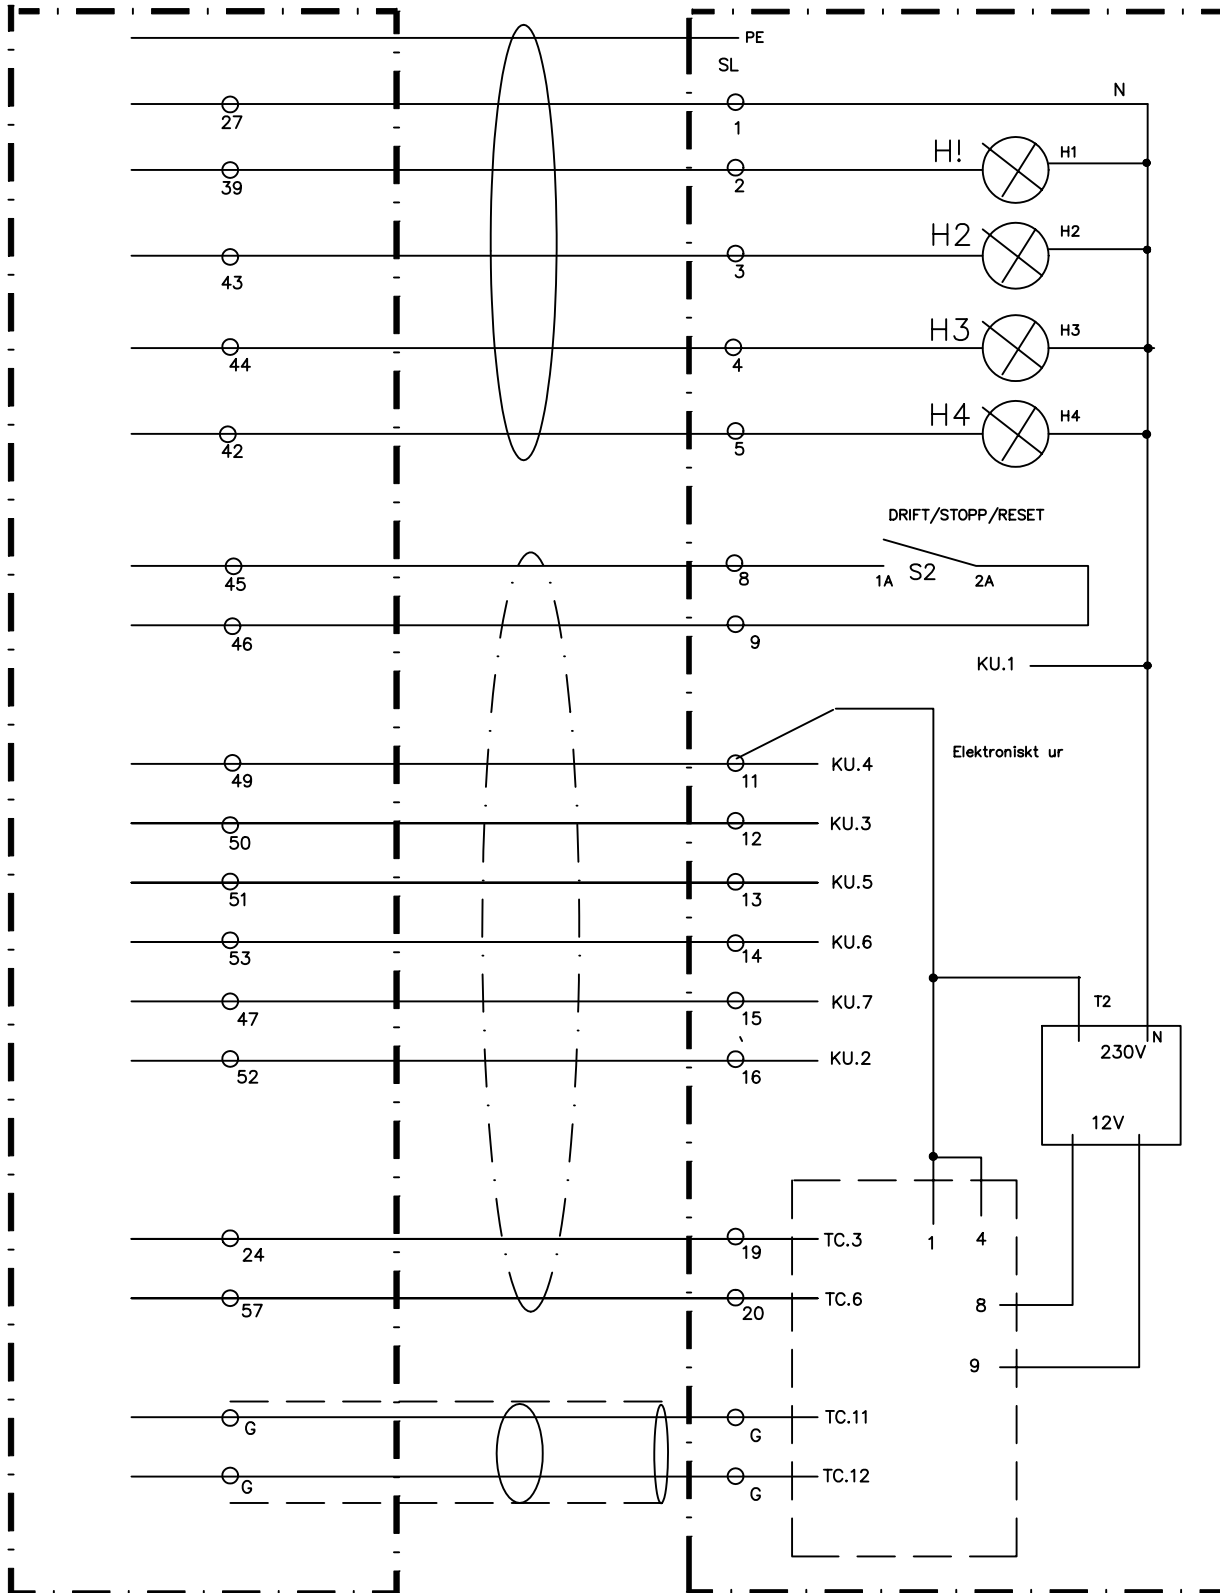 PE
SL
N
27
1
H!
H1
39
2
H2
H2
43
3
H3
H3
44
4
H4
H4
42
5
DRIFT/STOPP/RESET
45
8
1A
S2
2A
46
9
KU.1
Elektroniskt ur
49
11
KU.4
50
12
KU.3
51
13
KU.5
53
14
KU.6
47
15
KU.7
T2
N
230V
52
16
KU.2
12V
24
19
TC.3
1
4
57
20
TC.6
8
9
G
G
TC.11
G
G
TC.12